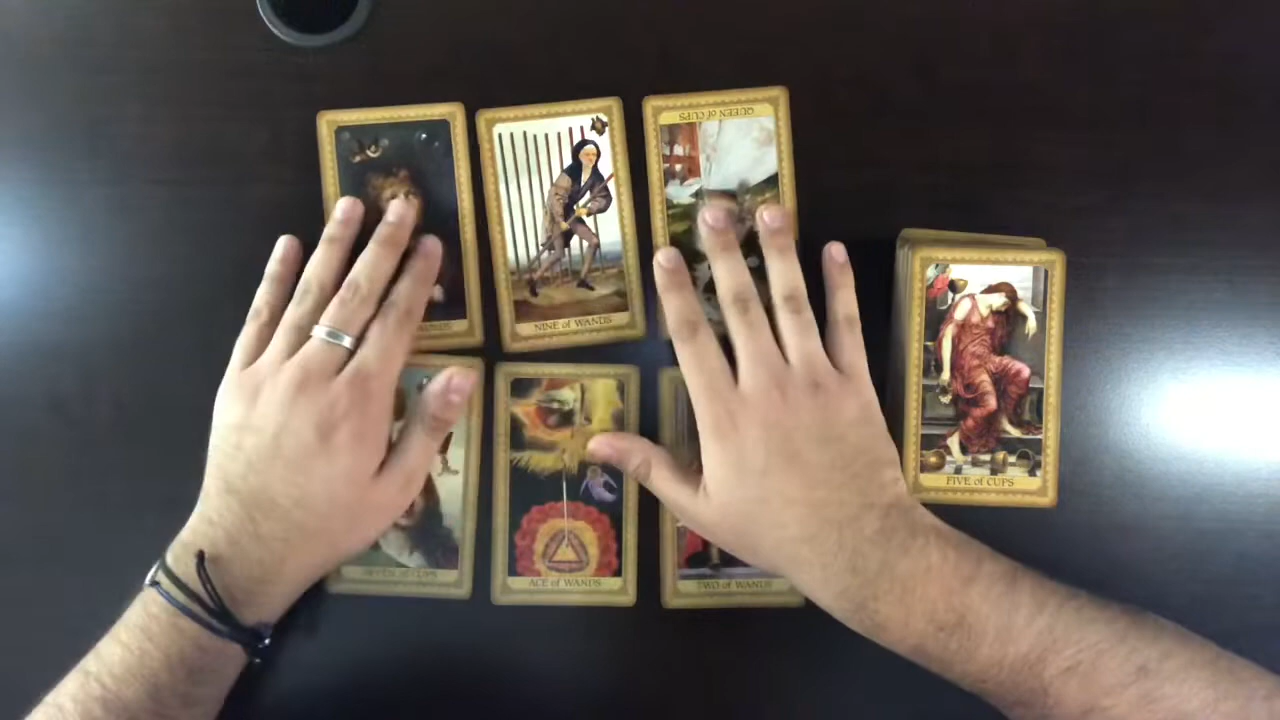 QUEEN of CUPS
NINE of WANDS
FIVE of CUPS
ACE of WANDS
TWO of WANDS